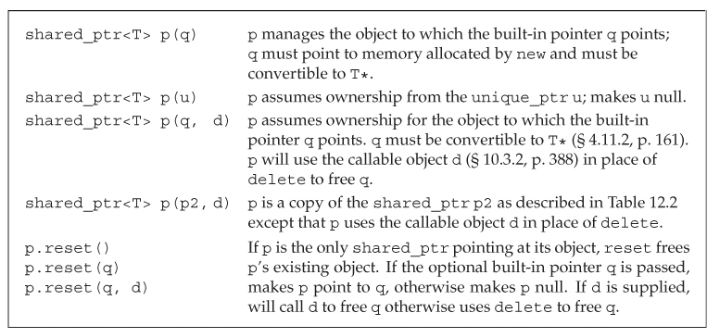 shared_ptr<T> p(q) p manages the object to which the built-in pointer q points;
q must point to memory allocated by new and must be
convertible to T*.
shared_ptr<T> p(u) p assumes ownership from the unique_ptr u; makes u null.
shared_ptr<T> p(q, d) p assumes ownership for the object to which the built-in
pointer q points. q must be convertible to T* (§ 4.11.2, p. 161).
p will use the callable object d (§ 10.3.2, p. 388) in place of
delete to free q.
shared_ptr<T> p(p2, d) p is a copy of the shared_ptr p2 as described in Table 12.2
except that p uses the callable object d in place of delete.
p.reset() If p is the only shared_ptr pointing at its object, reset frees
p.reset(q) p's existing object. If the optional built-in pointer q is passed,
p.reset(q, d) makes p point to q, otherwise makes p null. If d is supplied,
will call d to free q otherwise uses delete to free q.